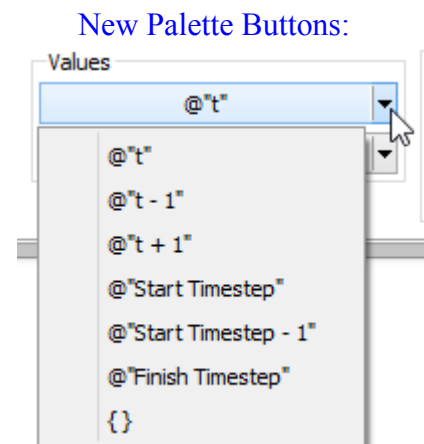 New Palette Buttons:
Values
@"t"
@"t"
@"t - 1"
@"t + 1"
@"Start Timestep"
@"Start Timestep - 1"
@"Finish Timestep"
{ }